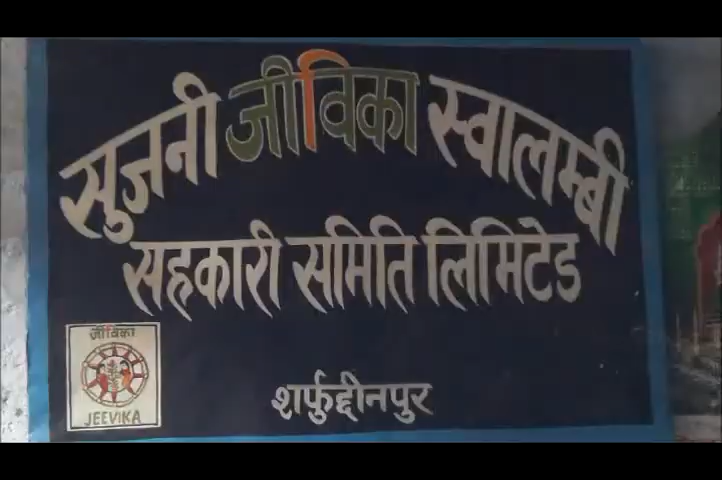 सुजनी जीविका स्वालम्बी
सहकारी समिति लिमिटेड
जीविका
JEEVIKA
शर्फुद्दीनपुर